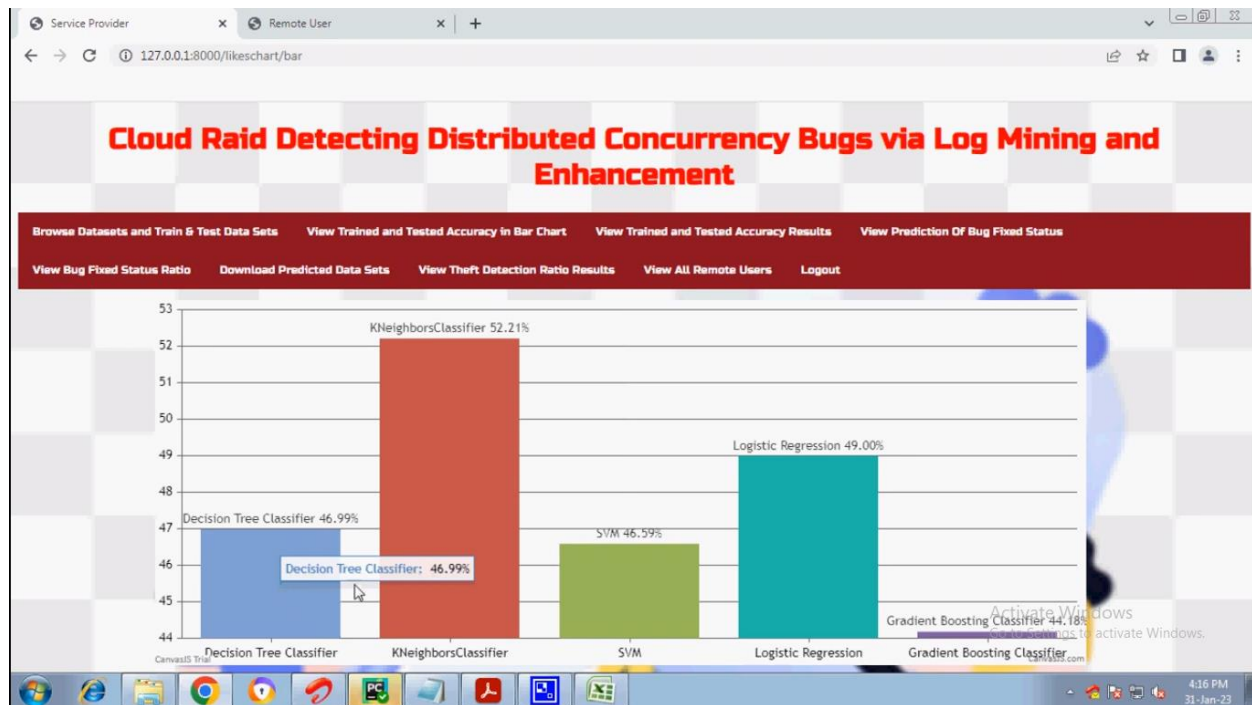 Service Provider
Remote User
127.0.0.1:8000/likeschart/bar
Cloud Raid Detecting Distributed Concurrency Bugs via Log Mining and
Enhancement
Browse Datasets and Train & Test Data Sets View Trained and Tested Accuracy in Bar Chart View Trained and Tested Accuracy Results View Prediction Of Bug Fixed Status
View Bug Fixed Status Ratio Download Predicted Data Sets View Theft Detection Ratio Results View All Remote Users Logout
53
KNeighborsClassifier 52.21%
52
51
50
Logistic Regression 49.00%
49
48
Decision Tree Classifier 46.99%
47
SVM 46.59%
46
Decision Tree Classifier: 46.99%
45
Activate Windows
Gradient Boosting Classifier 44.18%
Go to Settings to activate Windows.
44
Decision Tree Classifier KNeighborsClassifier SVM Logistic Regression Gradient Boosting Classifier
CanvasJS Trial
CanvasJS.com
PC
4:16 PM
31-Jan-23